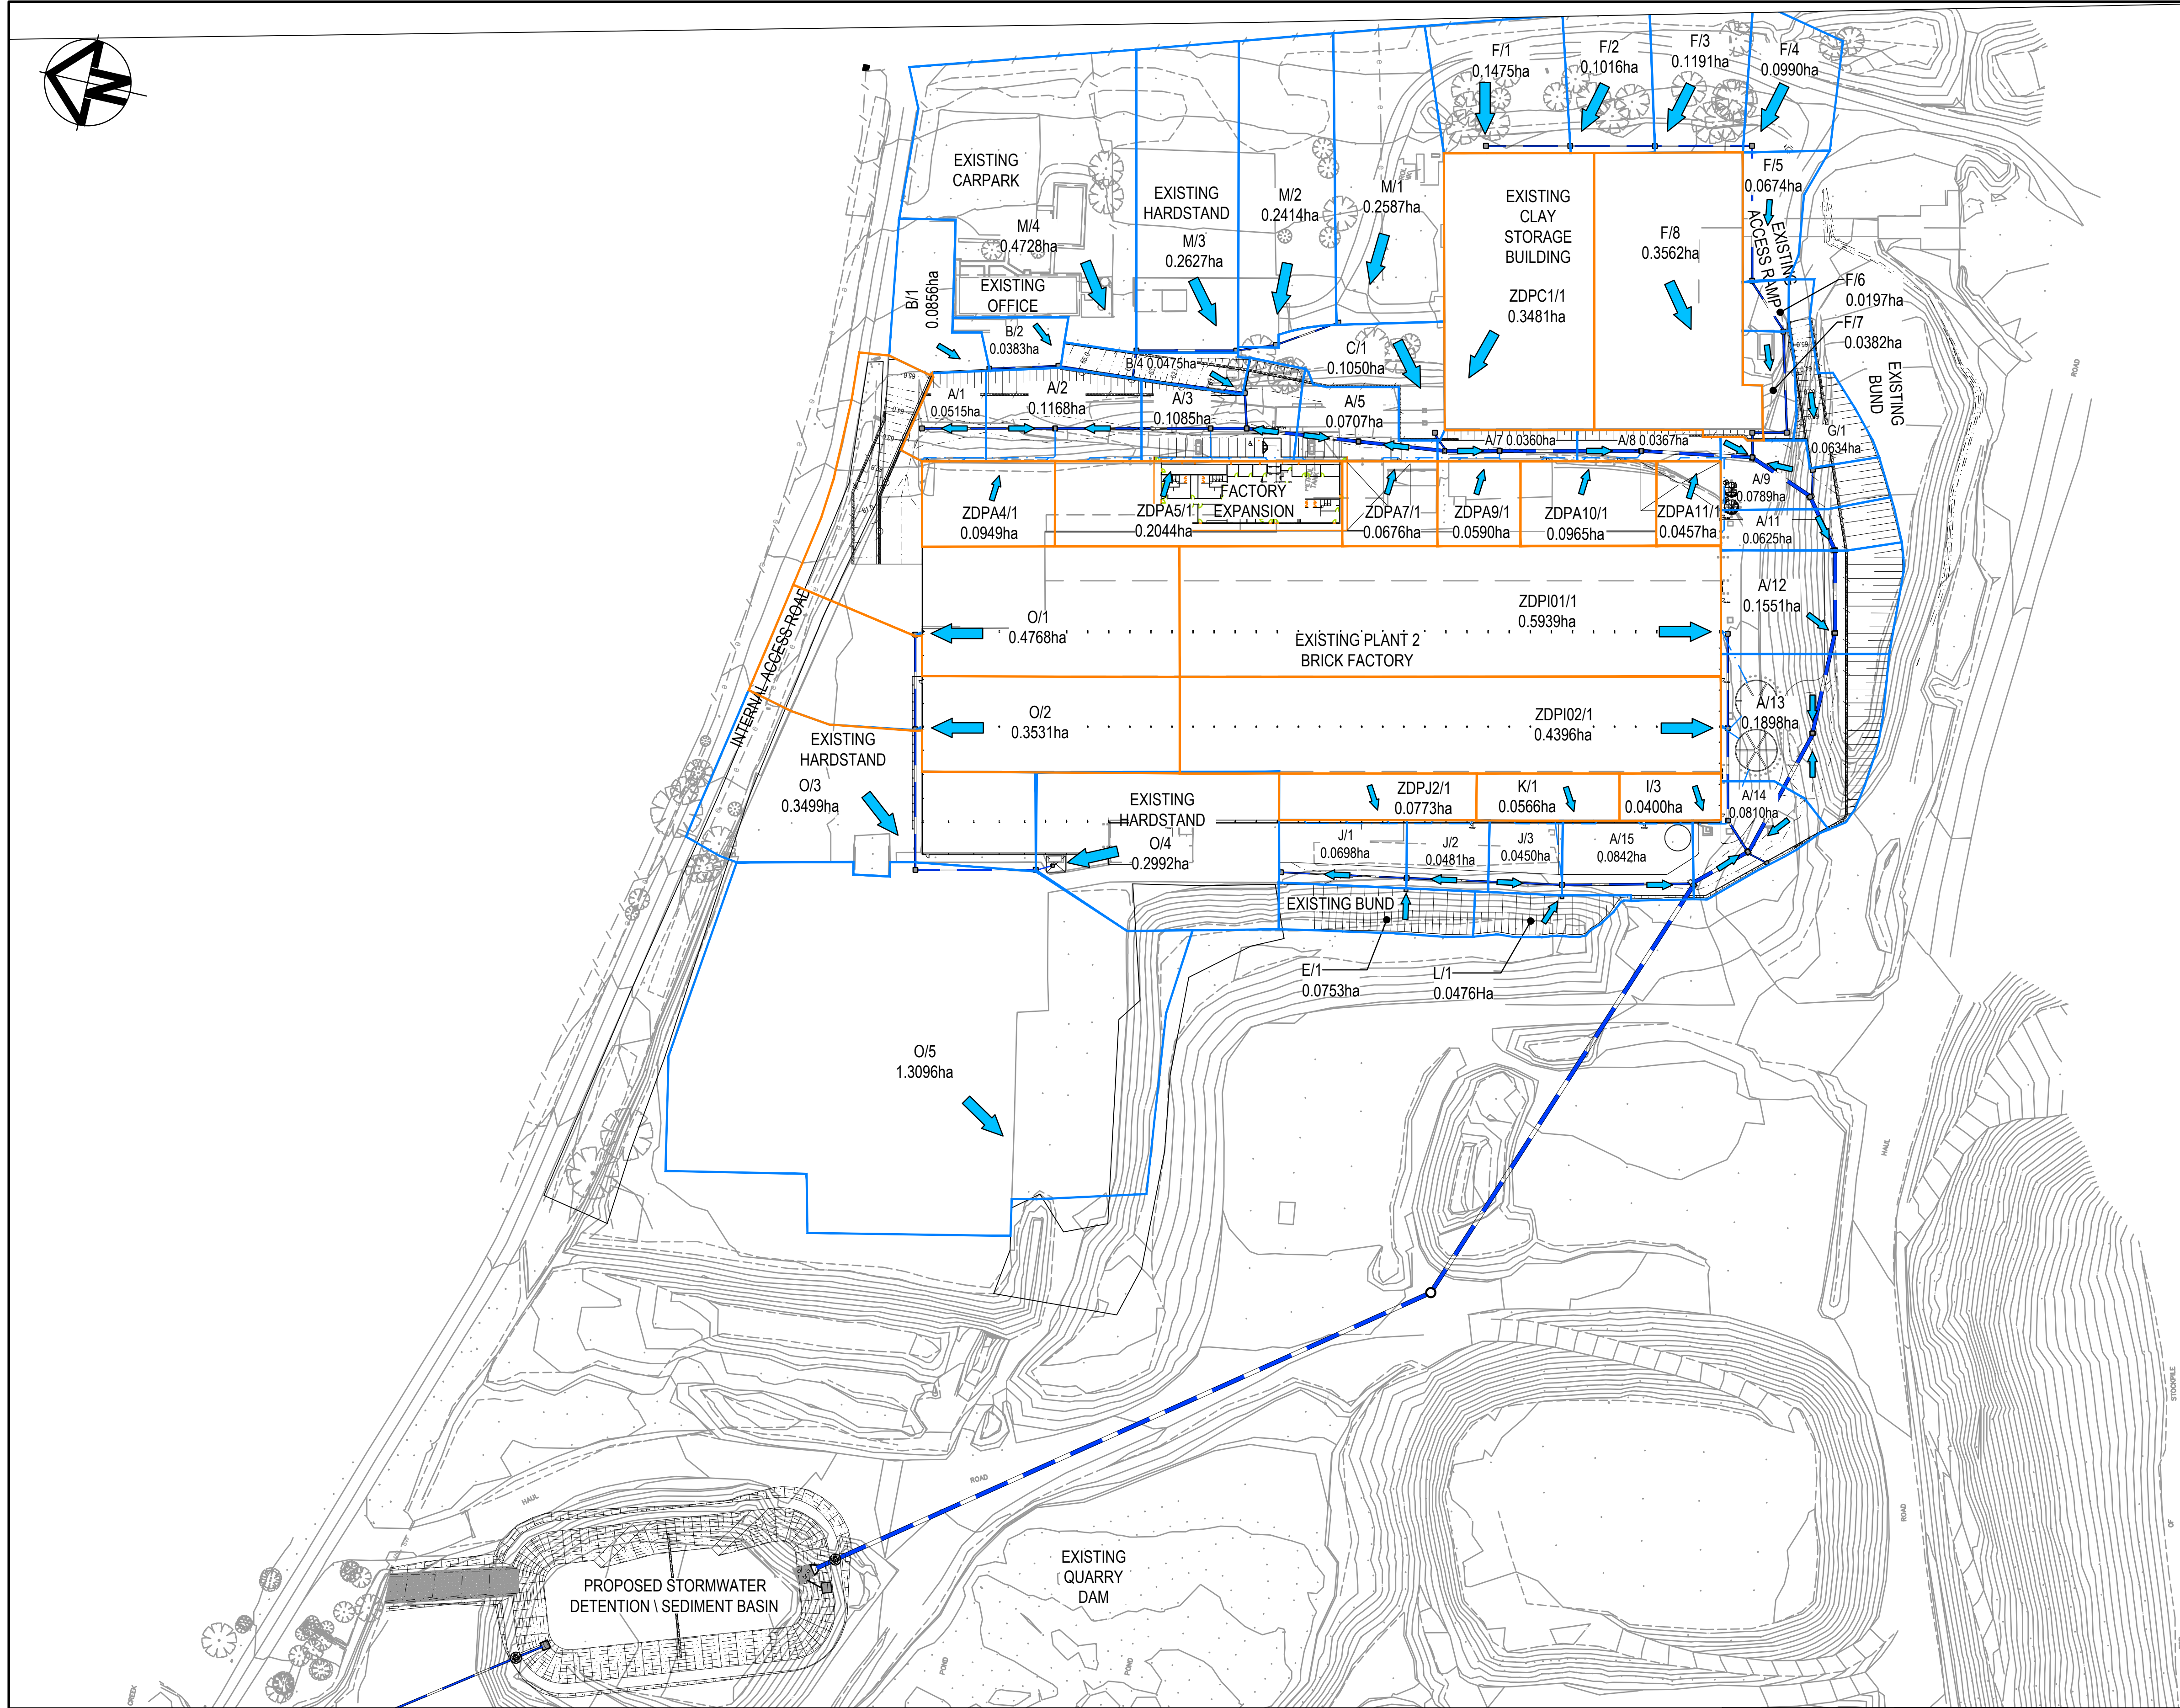 N
F/1
0.1475ha
F/2
0.1016ha
F/3
0.1191ha
F/4
0.0990ha
EXISTING
CARPARK
EXISTING
HARDSTAND
M/3
0.2627ha
M/2
0.2414ha
M/1
0.2587ha
M/4
0.4728ha
EXISTING
CLAY
STORAGE
BUILDING
ZDPC1/1
0.3481ha
F/8
0.3562ha
F/5
0.0674ha
EXISTING
ACCESS RAMP
F/6
0.0197ha
F/7
0.0382ha
B/1
0.0856ha
EXISTING
OFFICE
B/2
0.0383ha
B/4 0.0475ha
C/1
0.1050ha
EXISTING
BUND
ROAD
A/1
0.0515ha
A/2
0.1168ha
A/3
0.1085ha
A/5
0.0707ha
A/7 0.0360ha
A/8 0.0367ha
G/1
0.0634ha
A/9
0.0789ha
ZDPA4/1
0.0949ha
ZDPA5/1
0.2044ha
FACTORY
EXPANSION
ZDPA7/1
0.0676ha
ZDPA9/1
0.0590ha
ZDPA10/1
0.0965ha
ZDPA11/1
0.0457ha
A/11
0.0625ha
A/12
0.1551ha
INTERNAL ACCESS ROAD
O/1
0.4768ha
ZDPI01/1
0.5939ha
EXISTING PLANT 2
BRICK FACTORY
O/2
0.3531ha
ZDPI02/1
0.4396ha
A/13
0.1898ha
EXISTING
HARDSTAND
O/3
0.3499ha
EXISTING
HARDSTAND
O/4
0.2992ha
ZDPJ2/1
0.0773ha
K/1
0.0566ha
I/3
0.0400ha
A/14
0.0810ha
J/1
0.0698ha
J/2
0.0481ha
J/3
0.0450ha
A/15
0.0842ha
EXISTING BUND
E/1
0.0753ha
L/1
0.0476Ha
O/5
1.3096ha
HAUL
ROAD
STOCKPILE
OF
HAUL
ROAD
PROPOSED STORMWATER
DETENTION \ SEDIMENT BASIN
EXISTING
QUARRY
DAM
POND
POND
CREEK